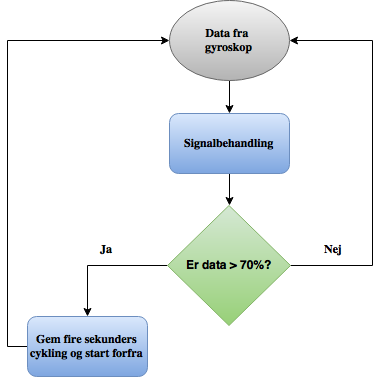 Data fra
gyroskop
Signalbehandling
Er data > 70%?
Ja
Nej
Gem fire sekunders
cykling og start forfra